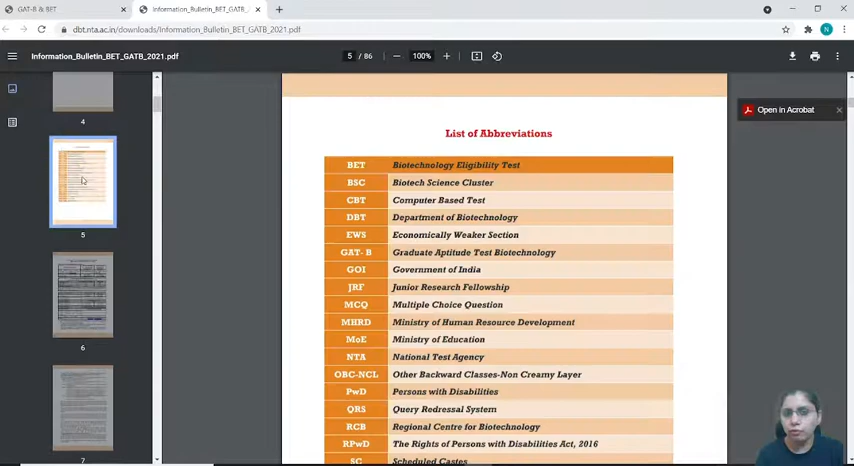 GAT-B & BET
Information_Bulletin_BET_GATB_2021.pdf
dbt.nta.ac.in/downloads/Information_Bulletin_BET_GATB_2021.pdf
N
Information_Bulletin_BET_GATB_2021.pdf
5 / 86
100%
Open in Acrobat
4
5
6
7
List of Abbreviations
BET Biotechnology Eligibility Test
BSC Biotech Science Cluster
CBT Computer Based Test
DBT Department of Biotechnology
EWS Economically Weaker Section
GAT- B Graduate Aptitude Test Biotechnology
GOI Government of India
JRF Junior Research Fellowship
MCQ Multiple Choice Question
MHRD Ministry of Human Resource Development
MoE Ministry of Education
NTA National Test Agency
OBC-NCL Other Backward Classes-Non Creamy Layer
PwD Persons with Disabilities
QRS Query Redressal System
RCB Regional Centre for Biotechnology
RPwD The Rights of Persons with Disabilities Act, 2016
SC Scheduled Castes